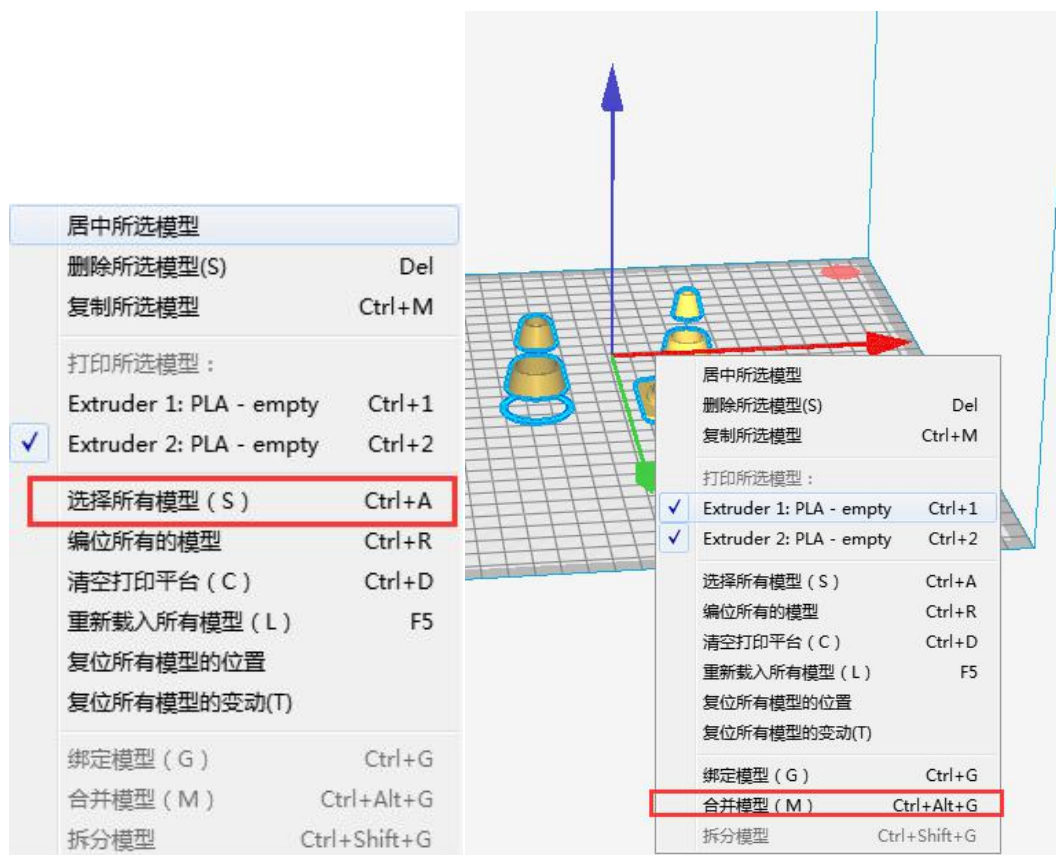 居中所选模型
删除所选模型(S) Del
复制所选模型 Ctrl+M
打印所选模型：
Extruder 1: PLA - empty Ctrl+1
✓ Extruder 2: PLA - empty Ctrl+2
选择所有模型（S） Ctrl+A
编位所有的模型 Ctrl+R
清空打印平台（C） Ctrl+D
重新载入所有模型（L） F5
复位所有模型的位置
复位所有模型的变动(T)
绑定模型（G） Ctrl+G
合并模型（M） Ctrl+Alt+G
拆分模型 Ctrl+Shift+G
居中所选模型
删除所选模型(S) Del
复制所选模型 Ctrl+M
打印所选模型：
✓ Extruder 1: PLA - empty Ctrl+1
✓ Extruder 2: PLA - empty Ctrl+2
选择所有模型（S） Ctrl+A
编位所有的模型 Ctrl+R
清空打印平台（C） Ctrl+D
重新载入所有模型（L） F5
复位所有模型的位置
复位所有模型的变动(T)
绑定模型（G） Ctrl+G
合并模型（M） Ctrl+Alt+G
拆分模型 Ctrl+Shift+G